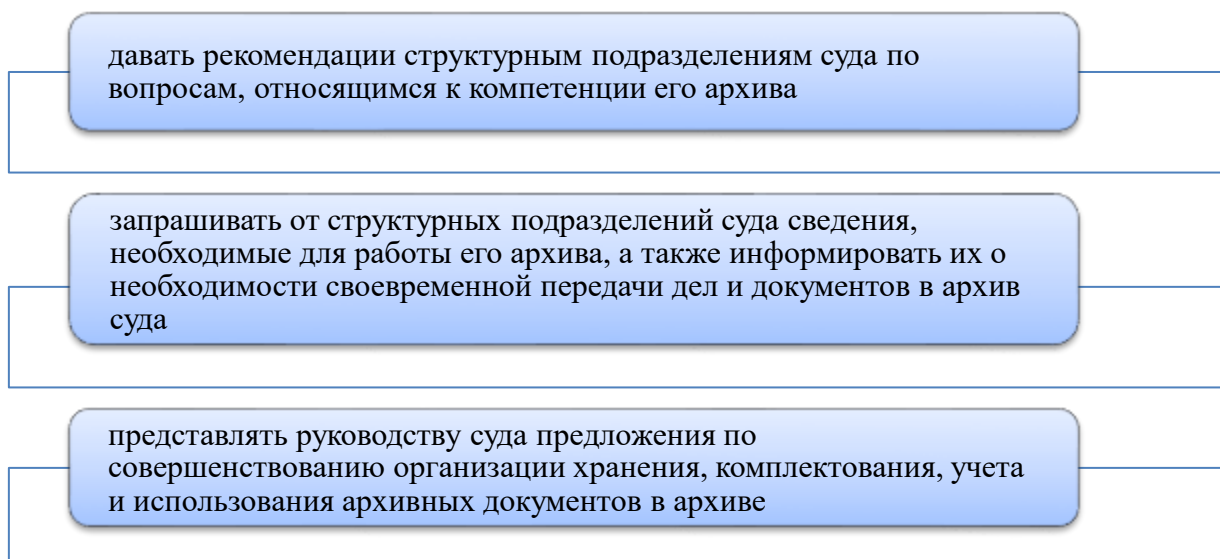 давать рекомендации структурным подразделениям суда по
вопросам, относящимся к компетенции его архива
запрашивать от структурных подразделений суда сведения,
необходимые для работы его архива, а также информировать их о
необходимости своевременной передачи дел и документов в архив
суда
представлять руководству суда предложения по
совершенствованию организации хранения, комплектования, учета
и использования архивных документов в архиве